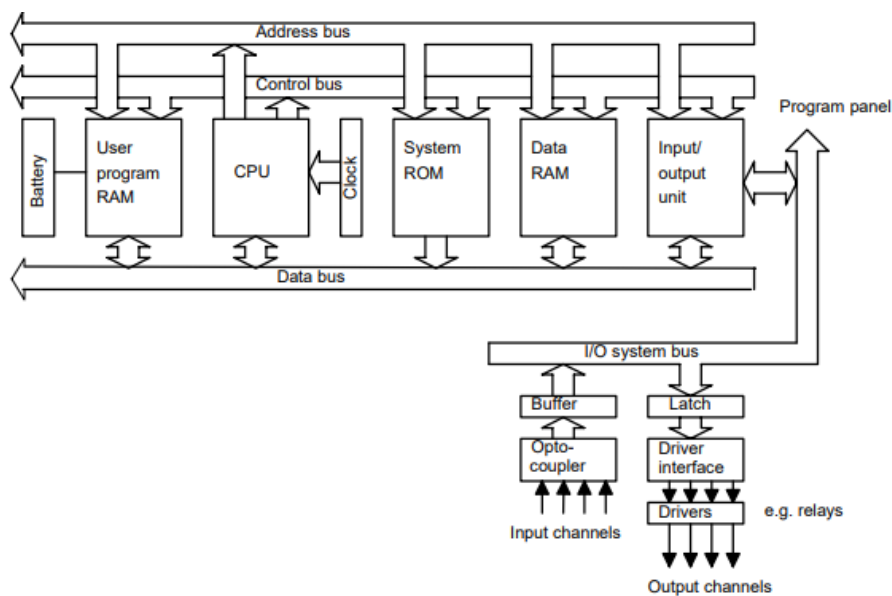 Address bus
Control bus
Program panel
Battery
User
program
RAM
CPU
Clock
System
ROM
Data
RAM
Input/
output
unit
Data bus
I/O system bus
Buffer
Latch
Opto-
coupler
Driver
interface
Drivers
e.g. relays
Input channels
Output channels